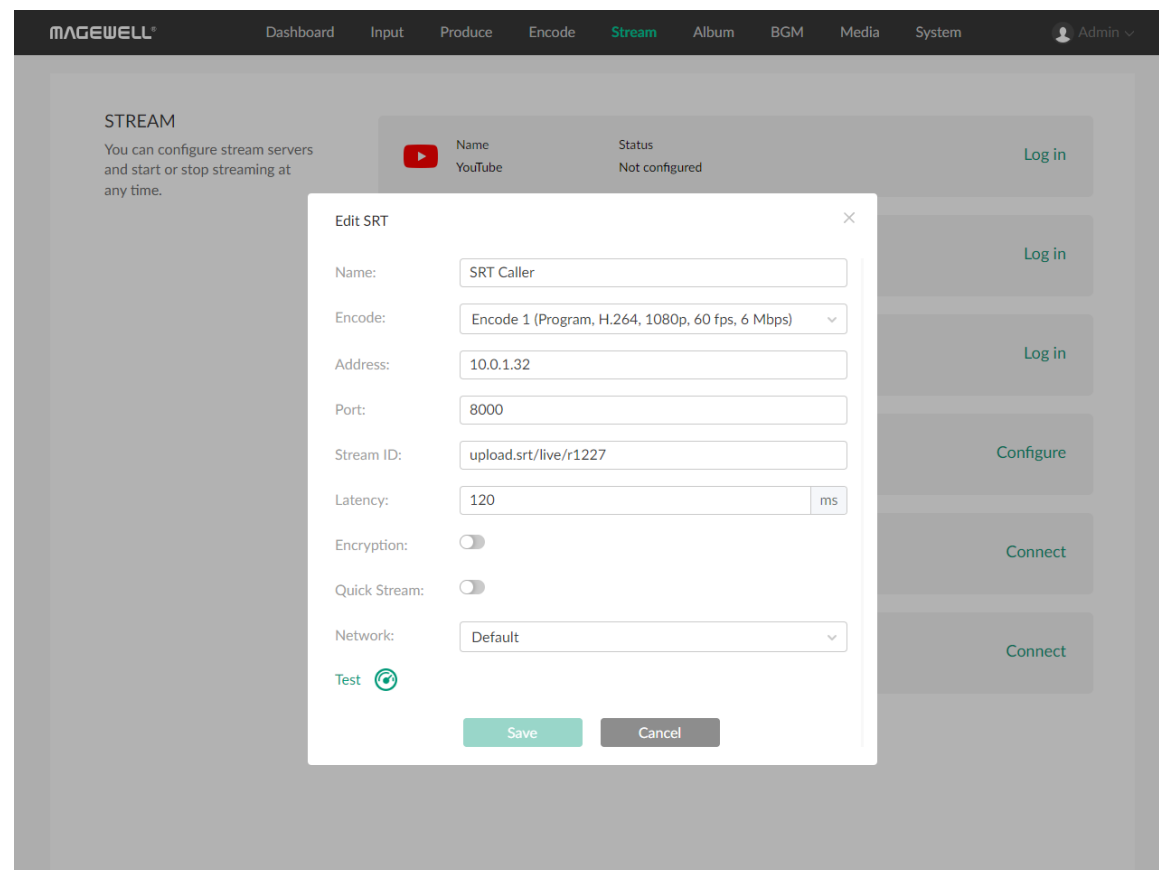 MAGEWELL®
Dashboard Input Produce Encode Stream Album BGM Media System Admin
STREAM
You can configure stream servers
and start or stop streaming at
any time.
Name Status
YouTube Not configured
Log in
Log in
Log in
Configure
Connect
Connect
Edit SRT
Name: SRT Caller
Encode: Encode 1 (Program, H.264, 1080p, 60 fps, 6 Mbps)
Address: 10.0.1.32
Port: 8000
Stream ID: upload.srt/live/r1227
Latency: 120 ms
Encryption:
Quick Stream:
Network: Default
Test
Save Cancel